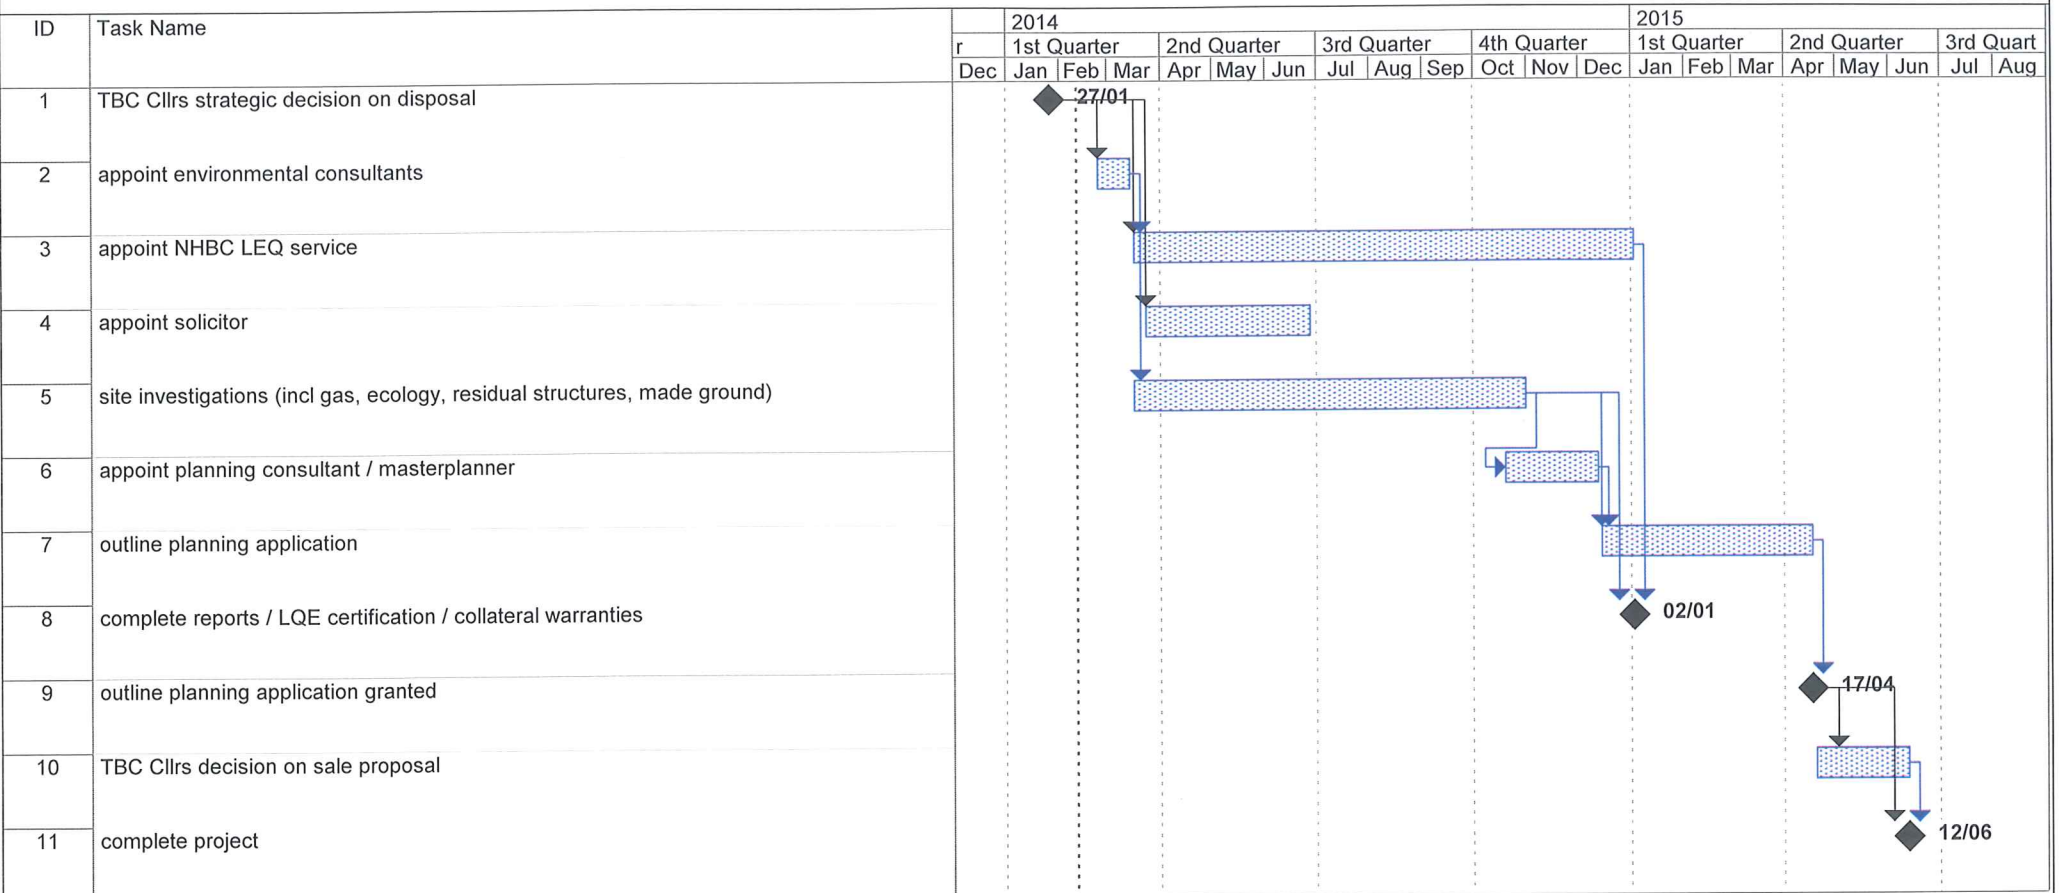 ID Task Name 2014 2015
r 1st Quarter 2nd Quarter 3rd Quarter 4th Quarter 1st Quarter 2nd Quarter 3rd Quart
Dec Jan Feb Mar Apr May Jun Jul Aug Sep Oct Nov Dec Jan Feb Mar Apr May Jun Jul Aug
1 TBC Cllrs strategic decision on disposal 27/01
2 appoint environmental consultants
3 appoint NHBC LEQ service
4 appoint solicitor
5 site investigations (incl gas, ecology, residual structures, made ground)
6 appoint planning consultant / masterplanner
7 outline planning application
8 complete reports / LQE certification / collateral warranties 02/01
9 outline planning application granted 17/04
10 TBC Cllrs decision on sale proposal
11 complete project 12/06